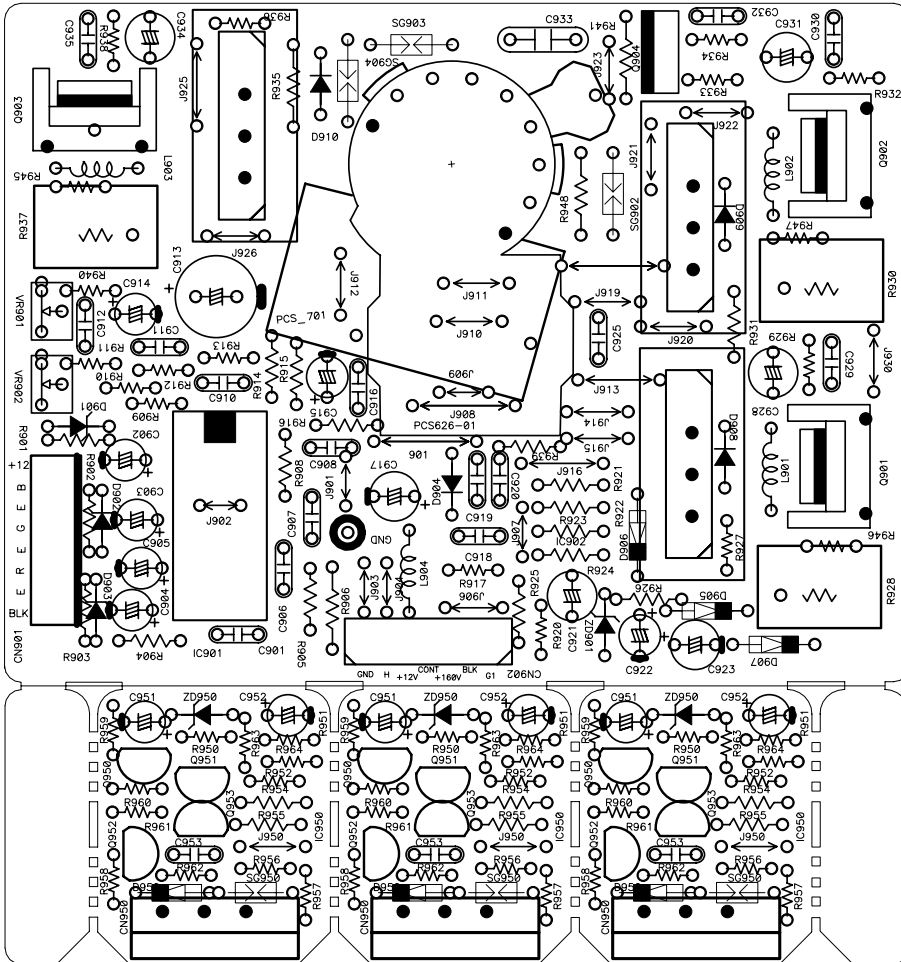 C935
R938
C934
R936
SG903
C933
R941
C932
C931
C930
J925
R935
SG904
J923
Q904
R934
R933
R932
Q903
D910
J922
L903
R945
J921
L902
Q902
R937
R948
SG902
D909
R947
J926
C913
R940
J912
J911
J919
R930
VR901
C914
C912
PCS_701
J910
C925
J920
R931
R929
R911
C911
R913
R915
R914
J909
C929
J930
VR902
R910
R912
C910
C916
J913
D901
R909
C915
J908
J914
C928
PCS626-01
R901
C902
R916
J915
D908
+12
R902
C908
901
R939
L901
Q901
R908
J901
C917
D904
C920
J916
R921
B
D902
C903
E
J902
C907
C919
J907
R922
R923
R946
G
C905
GND
IC902
D906
R927
E
L904
C918
R924
R
J903
J904
R917
R925
R928
E
D903
C904
C906
R906
J906
R926
D905
BLK
R920
C921
ZD901
CN901
R903
R904
IC901
C901
R905
C922
C923
D907
GND
H
+12V
CONT
+160V
BLK
G1
CN902
C951
ZD950
C952
C951
ZD950
C952
C951
ZD950
C952
R959
R950
R963
R964
R951
R959
R950
R963
R964
R951
R959
R950
R963
R964
R951
Q950
Q951
R952
Q950
Q951
R952
Q950
Q951
R952
R960
Q953
R954
R960
Q953
R954
R960
Q953
R954
Q952
R961
R955
IC950
Q952
R961
R955
IC950
Q952
R961
R955
IC950
C953
J950
C953
J950
C953
J950
R958
R962
R956
R958
R962
R956
R958
R962
R956
SG950
R957
SG950
R957
SG950
R957
CN950
CN950
CN950